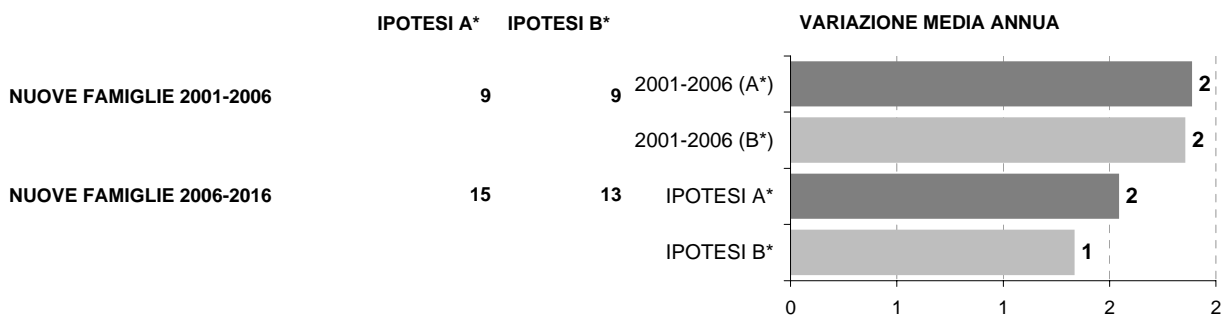 IPOTESI A* IPOTESI B* VARIAZIONE MEDIA ANNUA
NUOVE FAMIGLIE 2001-2006 9 9
NUOVE FAMIGLIE 2006-2016 15 13
2001-2006 (A*) 2
2001-2006 (B*) 2
IPOTESI A* 2
IPOTESI B* 1
0 1 1 2 2